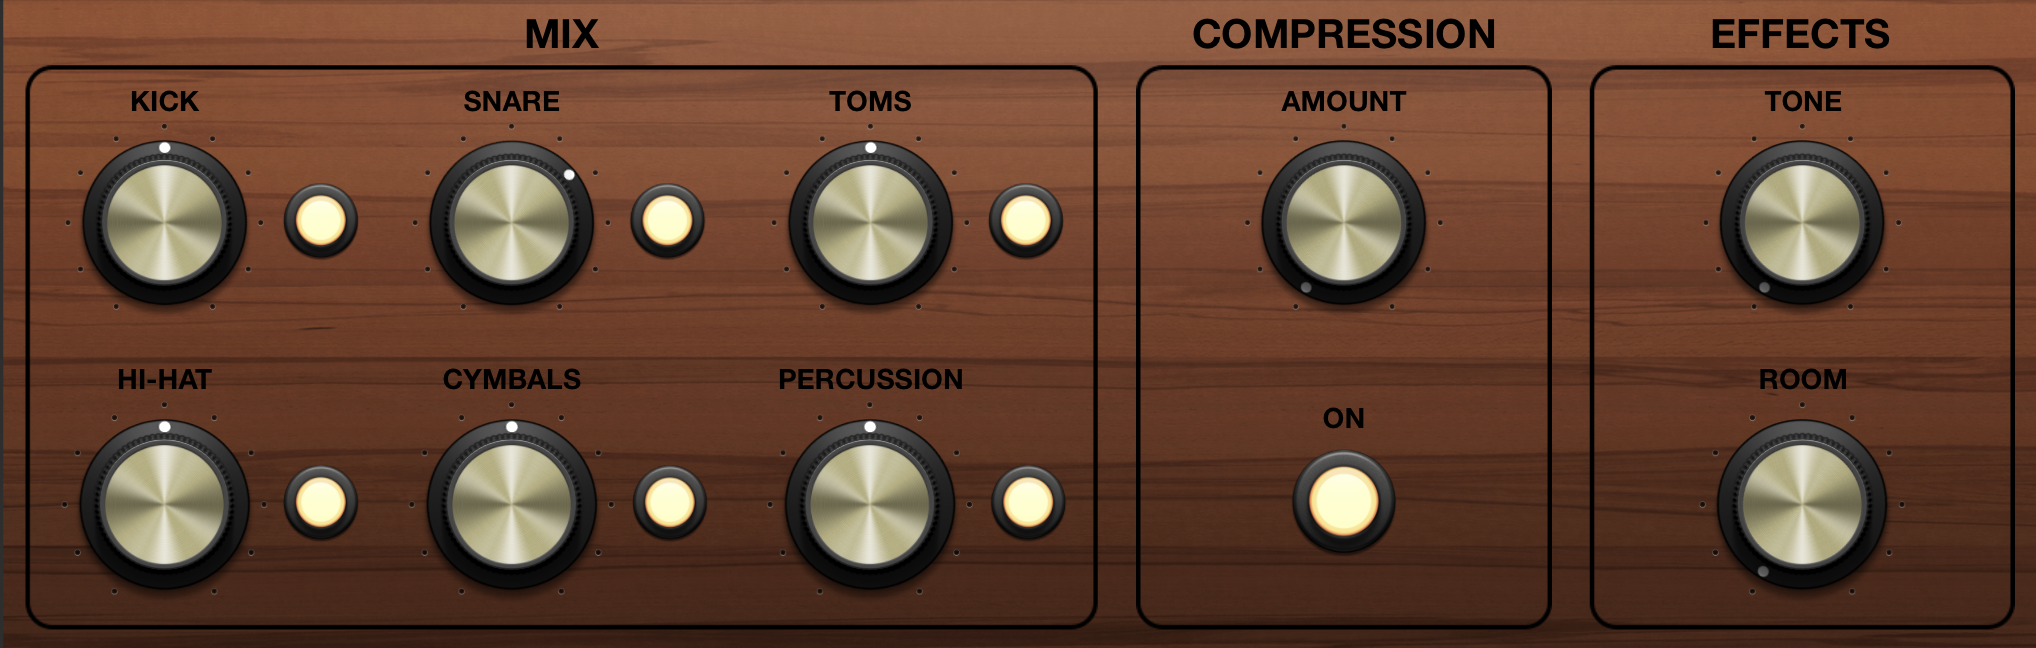 MIX
KICK
SNARE
TOMS
HI-HAT
CYMBALS
PERCUSSION
COMPRESSION
AMOUNT
ON
EFFECTS
TONE
ROOM